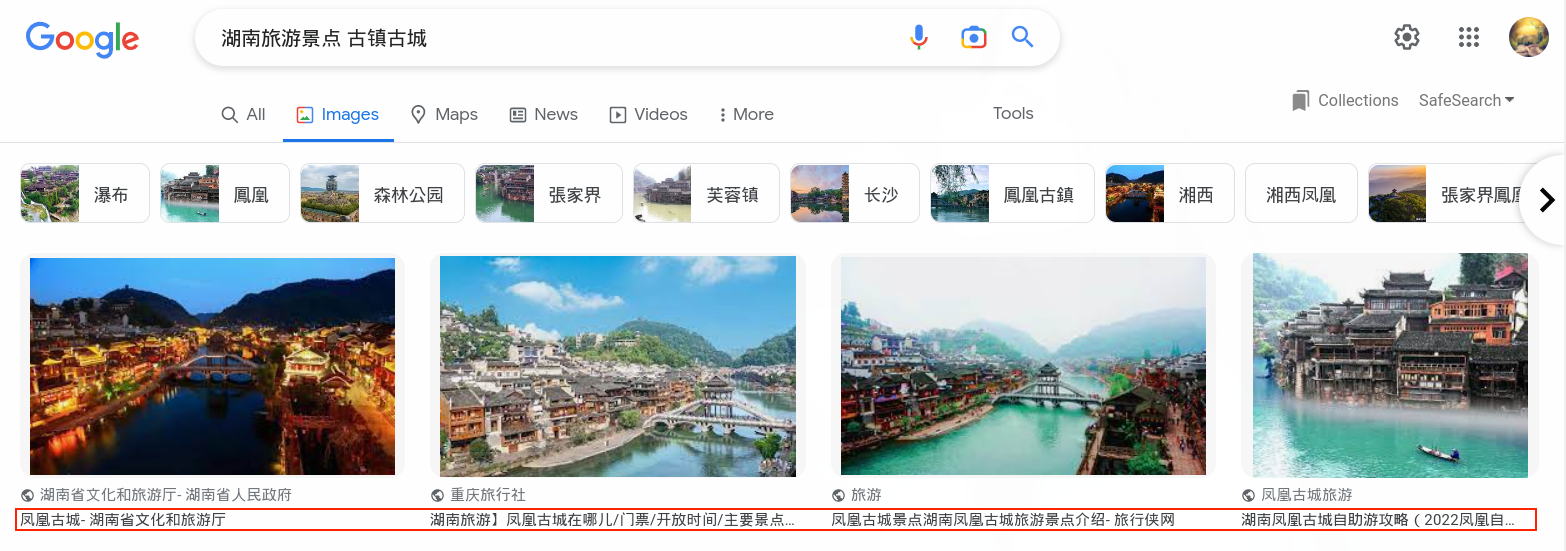 Google
湖南旅游景点 古镇古城
All
Images
Maps
News
Videos
More
Tools
Collections
SafeSearch
瀑布
鳳凰
森林公园
張家界
芙蓉镇
长沙
鳳凰古鎮
湘西
湘西凤凰
張家界鳳凰
湖南省文化和旅游厅- 湖南省人民政府
重庆旅行社
旅游
凤凰古城旅游
凤凰古城- 湖南省文化和旅游厅
湖南旅游】凤凰古城在哪儿/门票/开放时间/主要景点...
凤凰古城景点湖南凤凰古城旅游景点介绍- 旅行侠网
湖南凤凰古城自助游攻略（2022凤凰自...